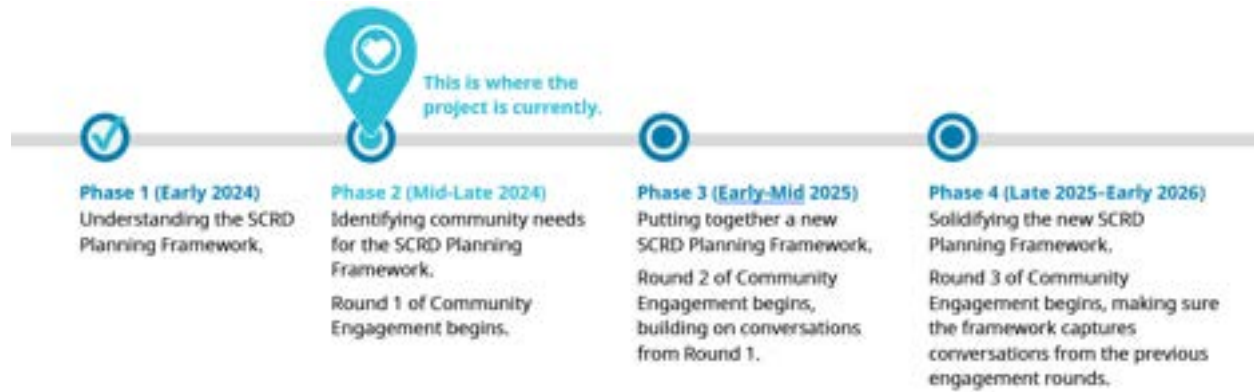 This is where the
project is currently.
Phase 1 (Early 2024)
Understanding the SCRD
Planning Framework.
Phase 2 (Mid-Late 2024)
Identifying community needs
for the SCRD Planning
Framework.
Round 1 of Community
Engagement begins.
Phase 3 (Early-Mid 2025)
Putting together a new
SCRD Planning Framework.
Round 2 of Community
Engagement begins,
building on conversations
from Round 1.
Phase 4 (Late 2025–Early 2026)
Solidifying the new SCRD
Planning Framework.
Round 3 of Community
Engagement begins, making sure
the framework captures
conversations from the previous
engagement rounds.